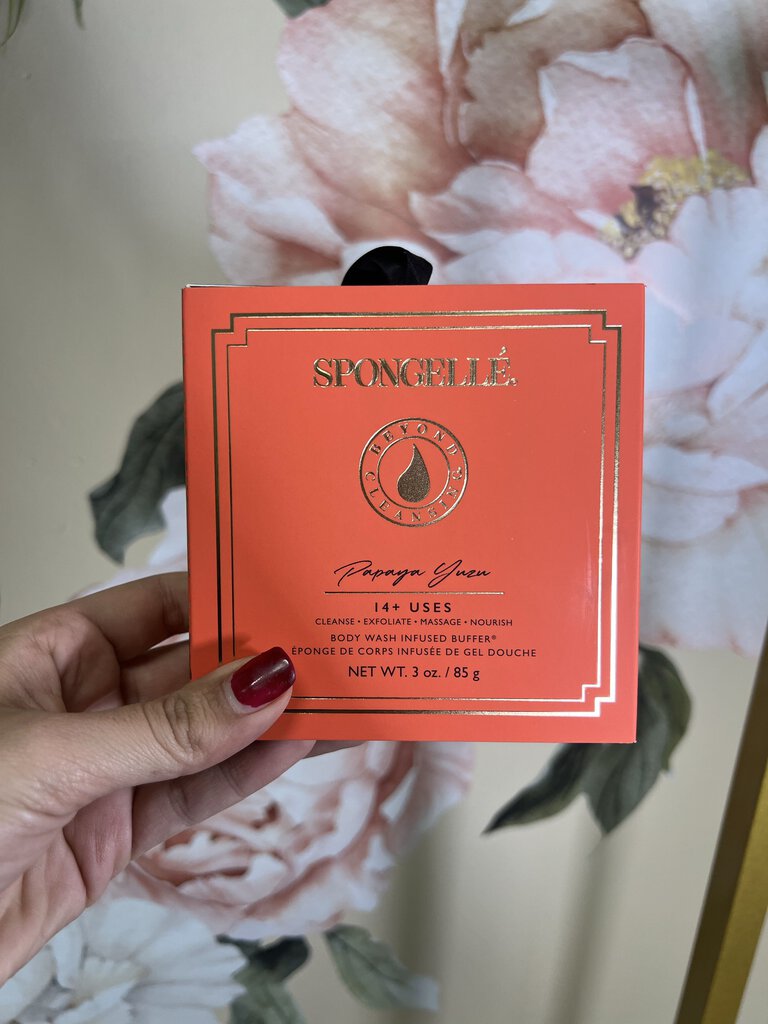 SPONGELLÉ.
BEYOND
CLEANSING
Papaya Yuzu
14+ USES
CLEANSE • EXFOLIATE • MASSAGE • NOURISH
BODY WASH INFUSED BUFFER®
ÉPONGE DE CORPS INFUSÉE DE GEL DOUCHE
NET WT. 3 oz. / 85 g